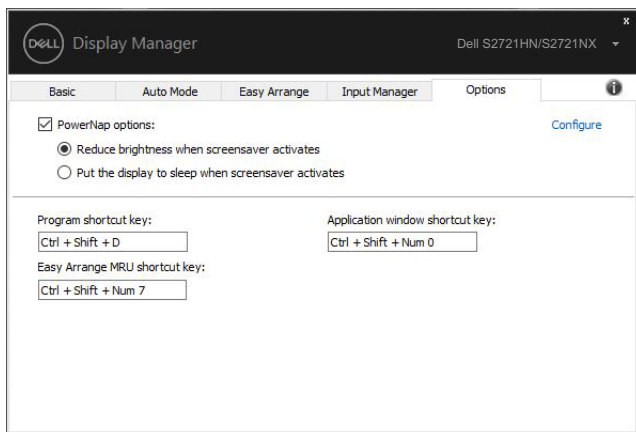 x
DELL Display Manager
Dell S2721HN/S2721NX
Basic Auto Mode Easy Arrange Input Manager Options i
PowerNap options: Configure
Reduce brightness when screensaver activates
Put the display to sleep when screensaver activates
Program shortcut key: Application window shortcut key:
Ctrl + Shift + D Ctrl + Shift + Num 0
Easy Arrange MRU shortcut key:
Ctrl + Shift + Num 7